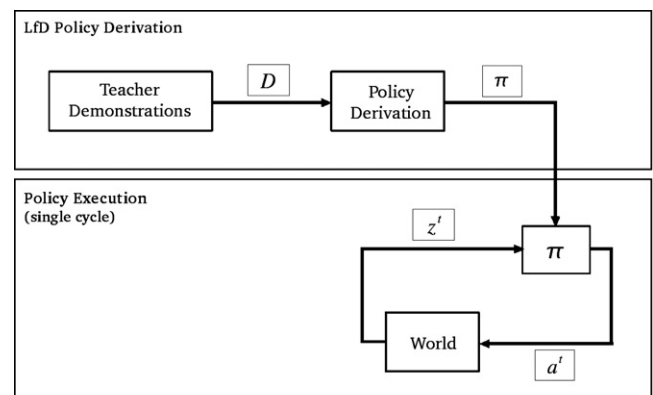 LfD Policy Derivation
Teacher
Demonstrations
D
Policy
Derivation
π
Policy Execution
(single cycle)
z^t
π
World
a^t